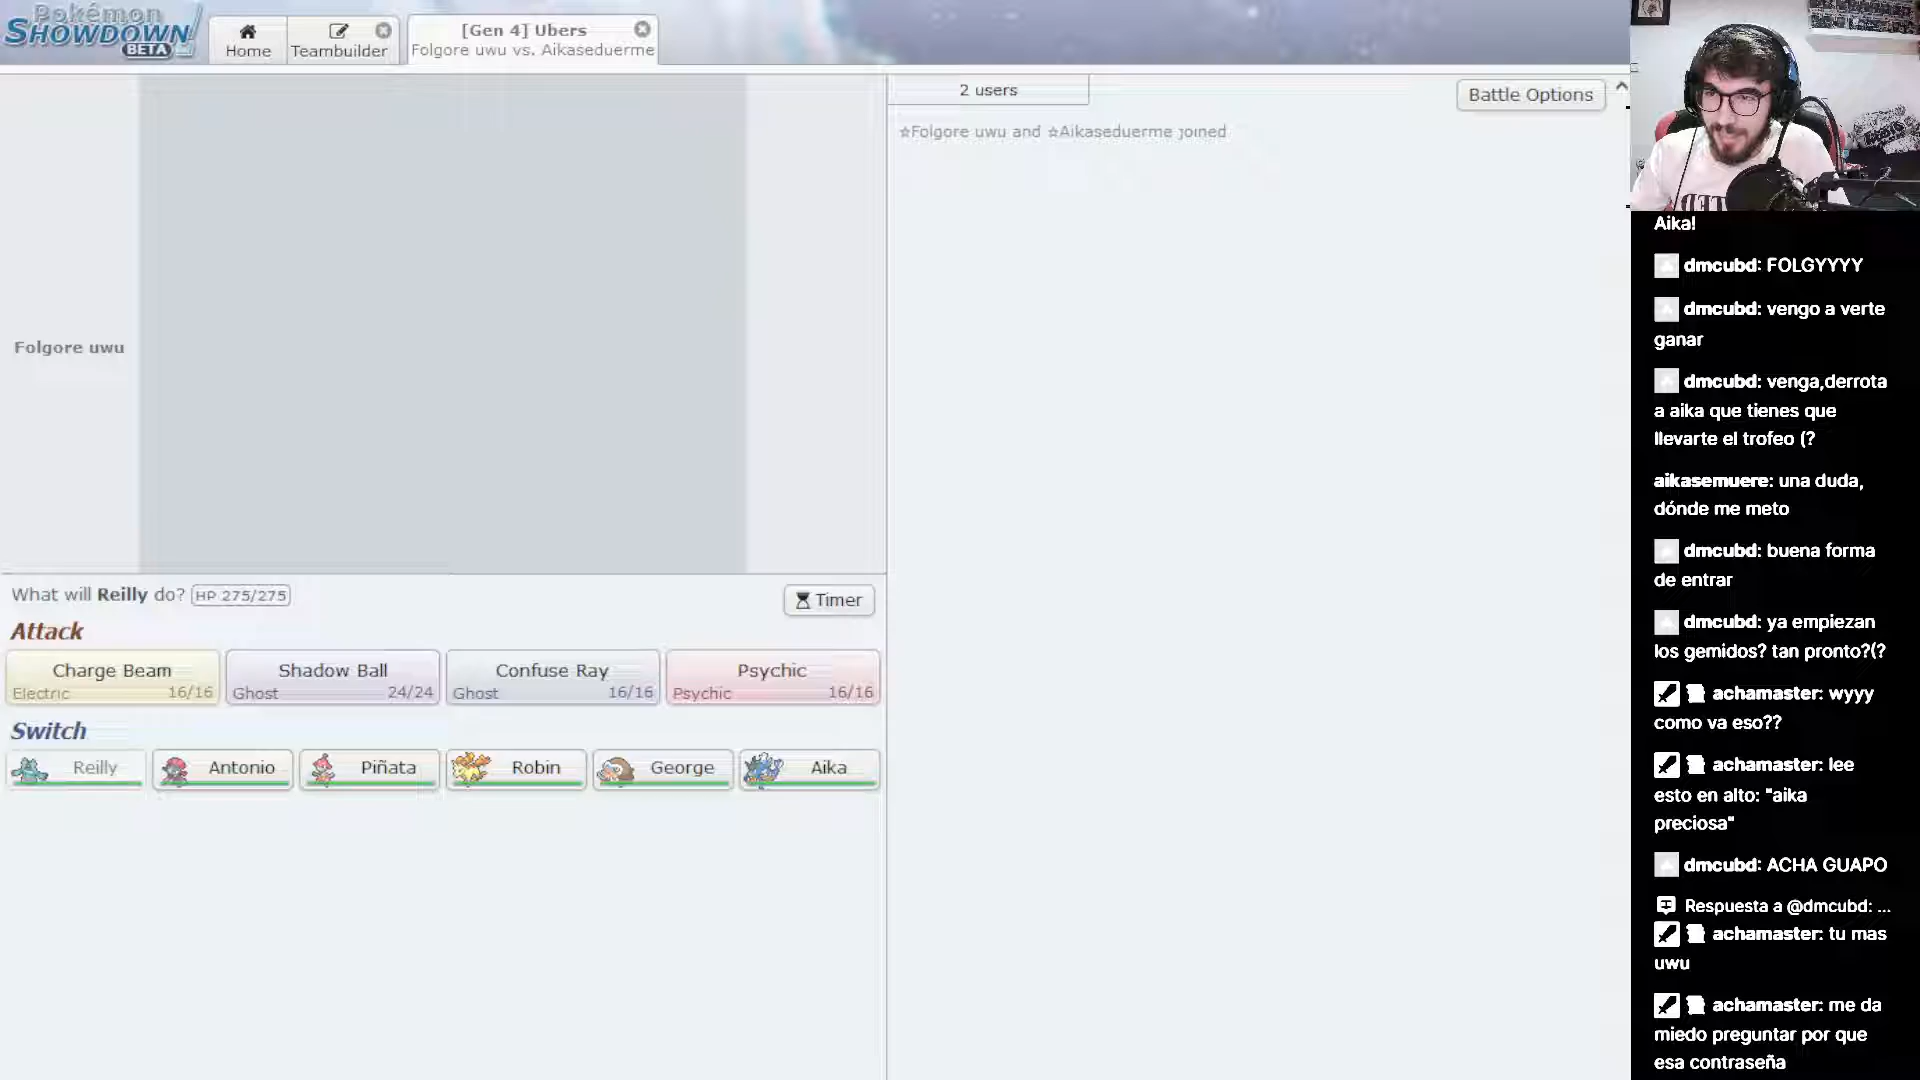 Pokémon
SHOWDOWN
BETA
Home
Teambuilder
[Gen 4] Ubers
Folgore uwu vs. Aikaseduerme
2 users
Battle Options
☆Folgore uwu and ☆Aikaseduerme joined
Folgore uwu
What will Reilly do? HP 275/275
Timer
Attack
Charge Beam
Electric 16/16
Shadow Ball
Ghost 24/24
Confuse Ray
Ghost 16/16
Psychic
Psychic 16/16
Switch
Reilly
Antonio
Piñata
Robin
George
Aika
Aika!
dmcubd: FOLGYYYY
dmcubd: vengo a verte
ganar
dmcubd: venga,derrota
a aika que tienes que
llevarte el trofeo (?
aikasemuere: una duda,
dónde me meto
dmcubd: buena forma
de entrar
dmcubd: ya empiezan
los gemidos? tan pronto?(?
achamaster: wyyy
como va eso??
achamaster: lee
esto en alto: "aika
preciosa"
dmcubd: ACHA GUAPO
Respuesta a @dmcubd: ...
achamaster: tu mas
uwu
achamaster: me da
miedo preguntar por que
esa contraseña